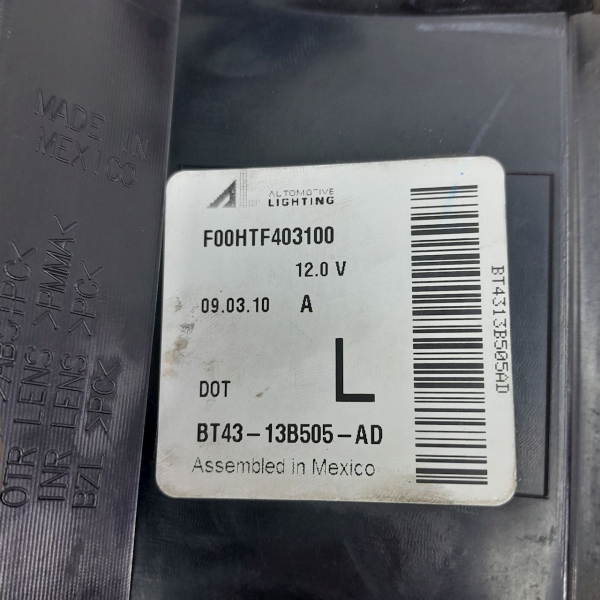 MADE IN
MEXICO
AL AUTOMOTIVE
LIGHTING
F00HTF403100
12.0 V
09.03.10 A
DOT L
BT43-13B505-AD
Assembled in Mexico
BT4313B505AD
OTR LENS >PMMA<
INR LENS >PC<
BZL >PC<